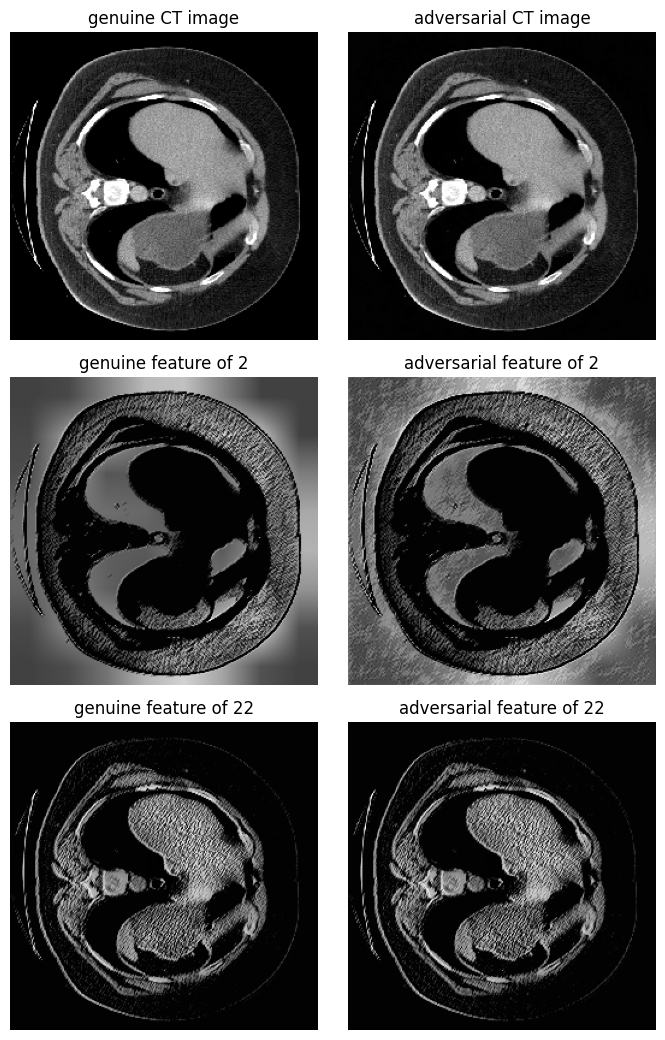 genuine CT image
adversarial CT image
genuine feature of 2
adversarial feature of 2
genuine feature of 22
adversarial feature of 22